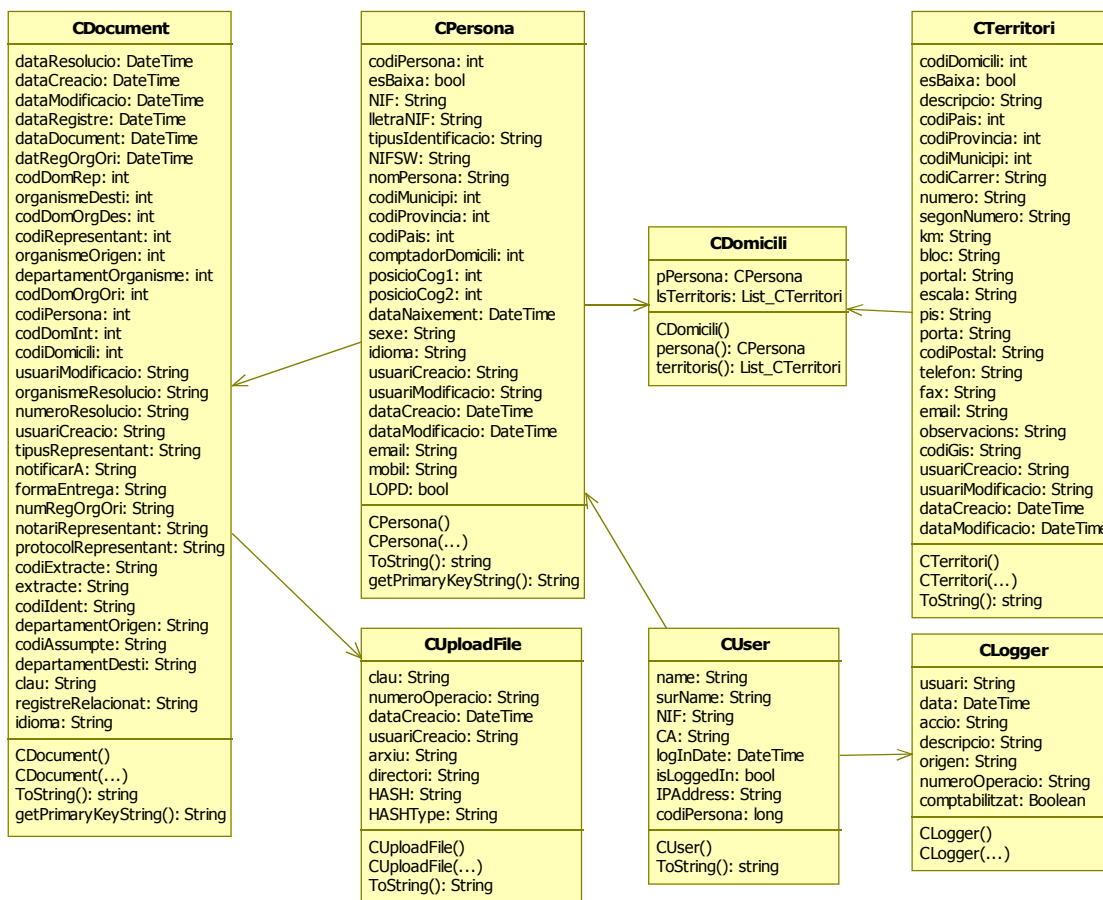 CDocument
dataResolucio: DateTime
dataCreacio: DateTime
dataModificacio: DateTime
dataRegistre: DateTime
dataDocument: DateTime
datRegOrgOri: DateTime
codDomRep: int
organismeDesti: int
codDomOrgDes: int
codiRepresentant: int
organismeOrigen: int
departamentOrganisme: int
codDomOrgOri: int
codiPersona: int
codDomInt: int
codiDomicili: int
usuariModificacio: String
organismeResolucio: String
numeroResolucio: String
usuariCreacio: String
tipusRepresentant: String
notificarA: String
formaEntrega: String
numRegOrgOri: String
notariRepresentant: String
protocolRepresentant: String
codiExtracte: String
extracte: String
codiIdent: String
departamentOrigen: String
codiAssumpte: String
departamentDesti: String
clau: String
registreRelacionat: String
idioma: String
CDocument()
CDocument(...)
ToString(): string
getPrimaryKeyString(): String
CPersona
codiPersona: int
esBaixa: bool
NIF: String
lletraNIF: String
tipusIdentificacio: String
NIFSW: String
nomPersona: String
codiMunicipi: int
codiProvincia: int
codiPais: int
comptadorDomicili: int
posicioCog1: int
posicioCog2: int
dataNaixement: DateTime
sexe: String
idioma: String
usuariCreacio: String
usuariModificacio: String
dataCreacio: DateTime
dataModificacio: DateTime
email: String
mobil: String
LOPD: bool
CPersona()
CPersona(...)
ToString(): string
getPrimaryKeyString(): String
CDomicili
pPersona: CPersona
lsTerritoris: List_CTerritori
CDomicili()
persona(): CPersona
territoris(): List_CTerritori
CTerritori
codiDomicili: int
esBaixa: bool
descripcio: String
codiPais: int
codiProvincia: int
codiMunicipi: int
codiCarrer: String
numero: String
segonNumero: String
km: String
bloc: String
portal: String
escala: String
pis: String
porta: String
codiPostal: String
telefon: String
fax: String
email: String
observacions: String
codiGis: String
usuariCreacio: String
usuariModificacio: String
dataCreacio: DateTime
dataModificacio: DateTime
CTerritori()
CTerritori(...)
ToString(): string
CUploadFile
clau: String
numeroOperacio: String
dataCreacio: DateTime
usuariCreacio: String
arxiu: String
directori: String
HASH: String
HASHType: String
CUploadFile()
CUploadFile(...)
ToString(): String
CUser
name: String
surName: String
NIF: String
CA: String
logInDate: DateTime
isLoggedIn: bool
IPAddress: String
codiPersona: long
CUser()
ToString(): string
CLogger
usuari: String
data: DateTime
accio: String
descripcio: String
origen: String
numeroOperacio: String
comptabilitzat: Boolean
CLogger()
CLogger(...)